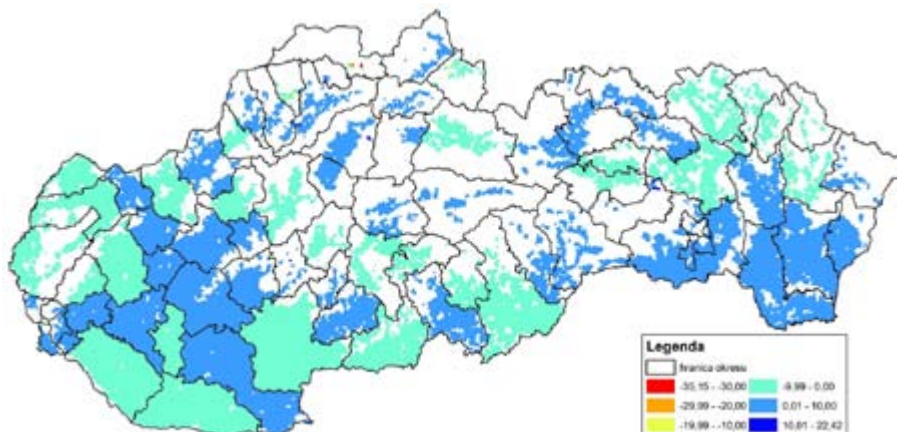 Legenda
hranica okresu
-35,15 - -30,00
-29,99 - -20,00
-19,99 - -10,00
-9,99 - 0,00
0,01 - 10,00
10,01 - 22,42